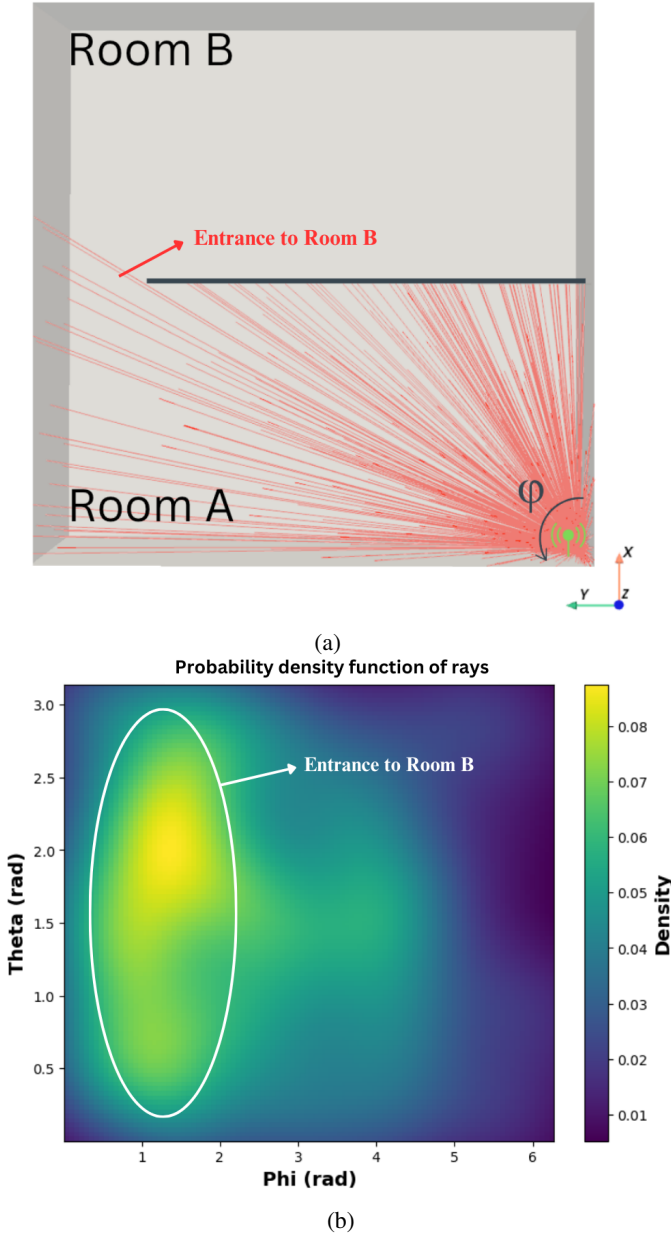 Room B
Entrance to Room B
Room A
φ
X
Y
Z
(a)
Probability density function of rays
Entrance to Room B
3.0
2.5
2.0
1.5
1.0
0.5
Theta (rad)
1 2 3 4 5 6
Phi (rad)
0.08
0.07
0.06
0.05
0.04
0.03
0.02
0.01
Density
(b)